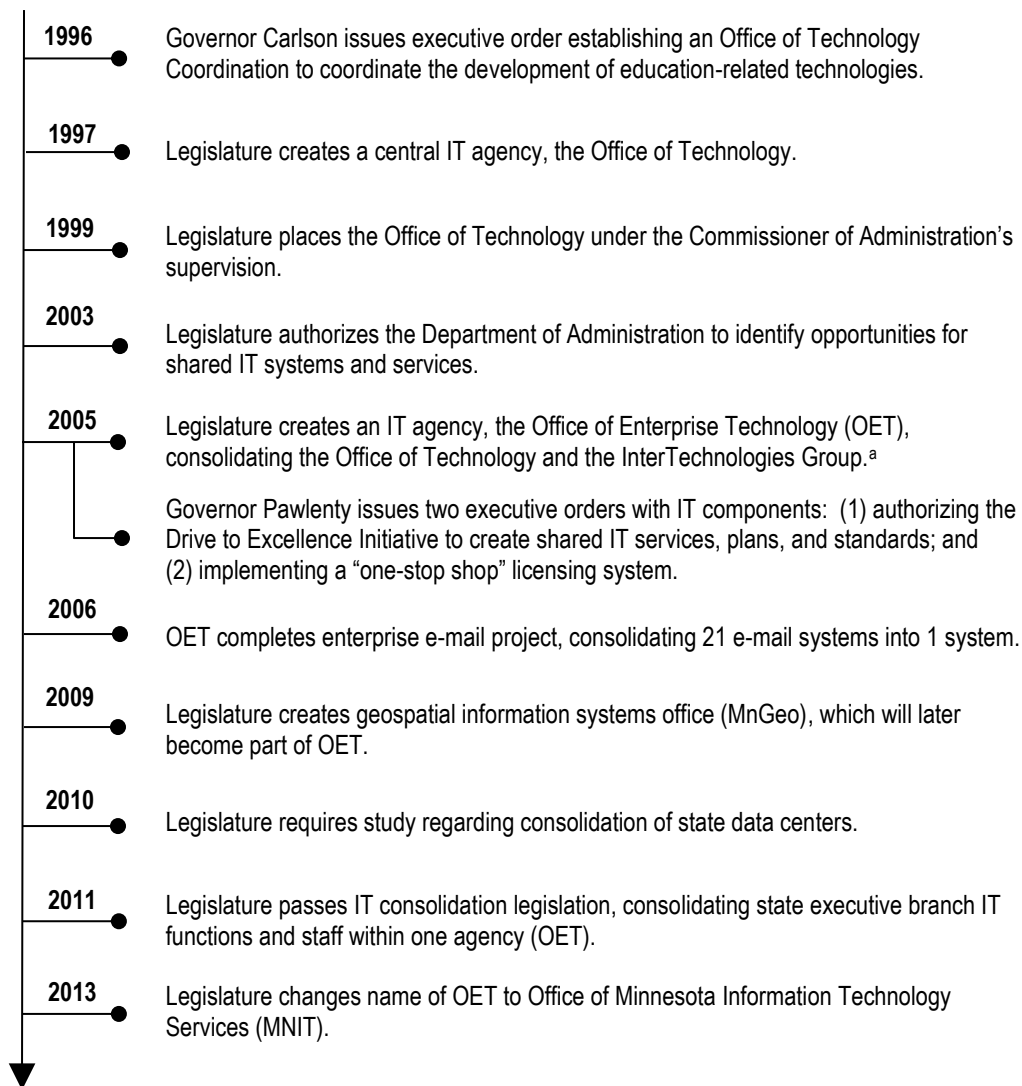 1996
Governor Carlson issues executive order establishing an Office of Technology
Coordination to coordinate the development of education-related technologies.
1997
Legislature creates a central IT agency, the Office of Technology.
1999
Legislature places the Office of Technology under the Commissioner of Administration’s
supervision.
2003
Legislature authorizes the Department of Administration to identify opportunities for
shared IT systems and services.
2005
Legislature creates an IT agency, the Office of Enterprise Technology (OET),
consolidating the Office of Technology and the InterTechnologies Group.ᵃ
Governor Pawlenty issues two executive orders with IT components:  (1) authorizing the
Drive to Excellence Initiative to create shared IT services, plans, and standards; and
(2) implementing a “one-stop shop” licensing system.
2006
OET completes enterprise e-mail project, consolidating 21 e-mail systems into 1 system.
2009
Legislature creates geospatial information systems office (MnGeo), which will later
become part of OET.
2010
Legislature requires study regarding consolidation of state data centers.
2011
Legislature passes IT consolidation legislation, consolidating state executive branch IT
functions and staff within one agency (OET).
2013
Legislature changes name of OET to Office of Minnesota Information Technology
Services (MNIT).